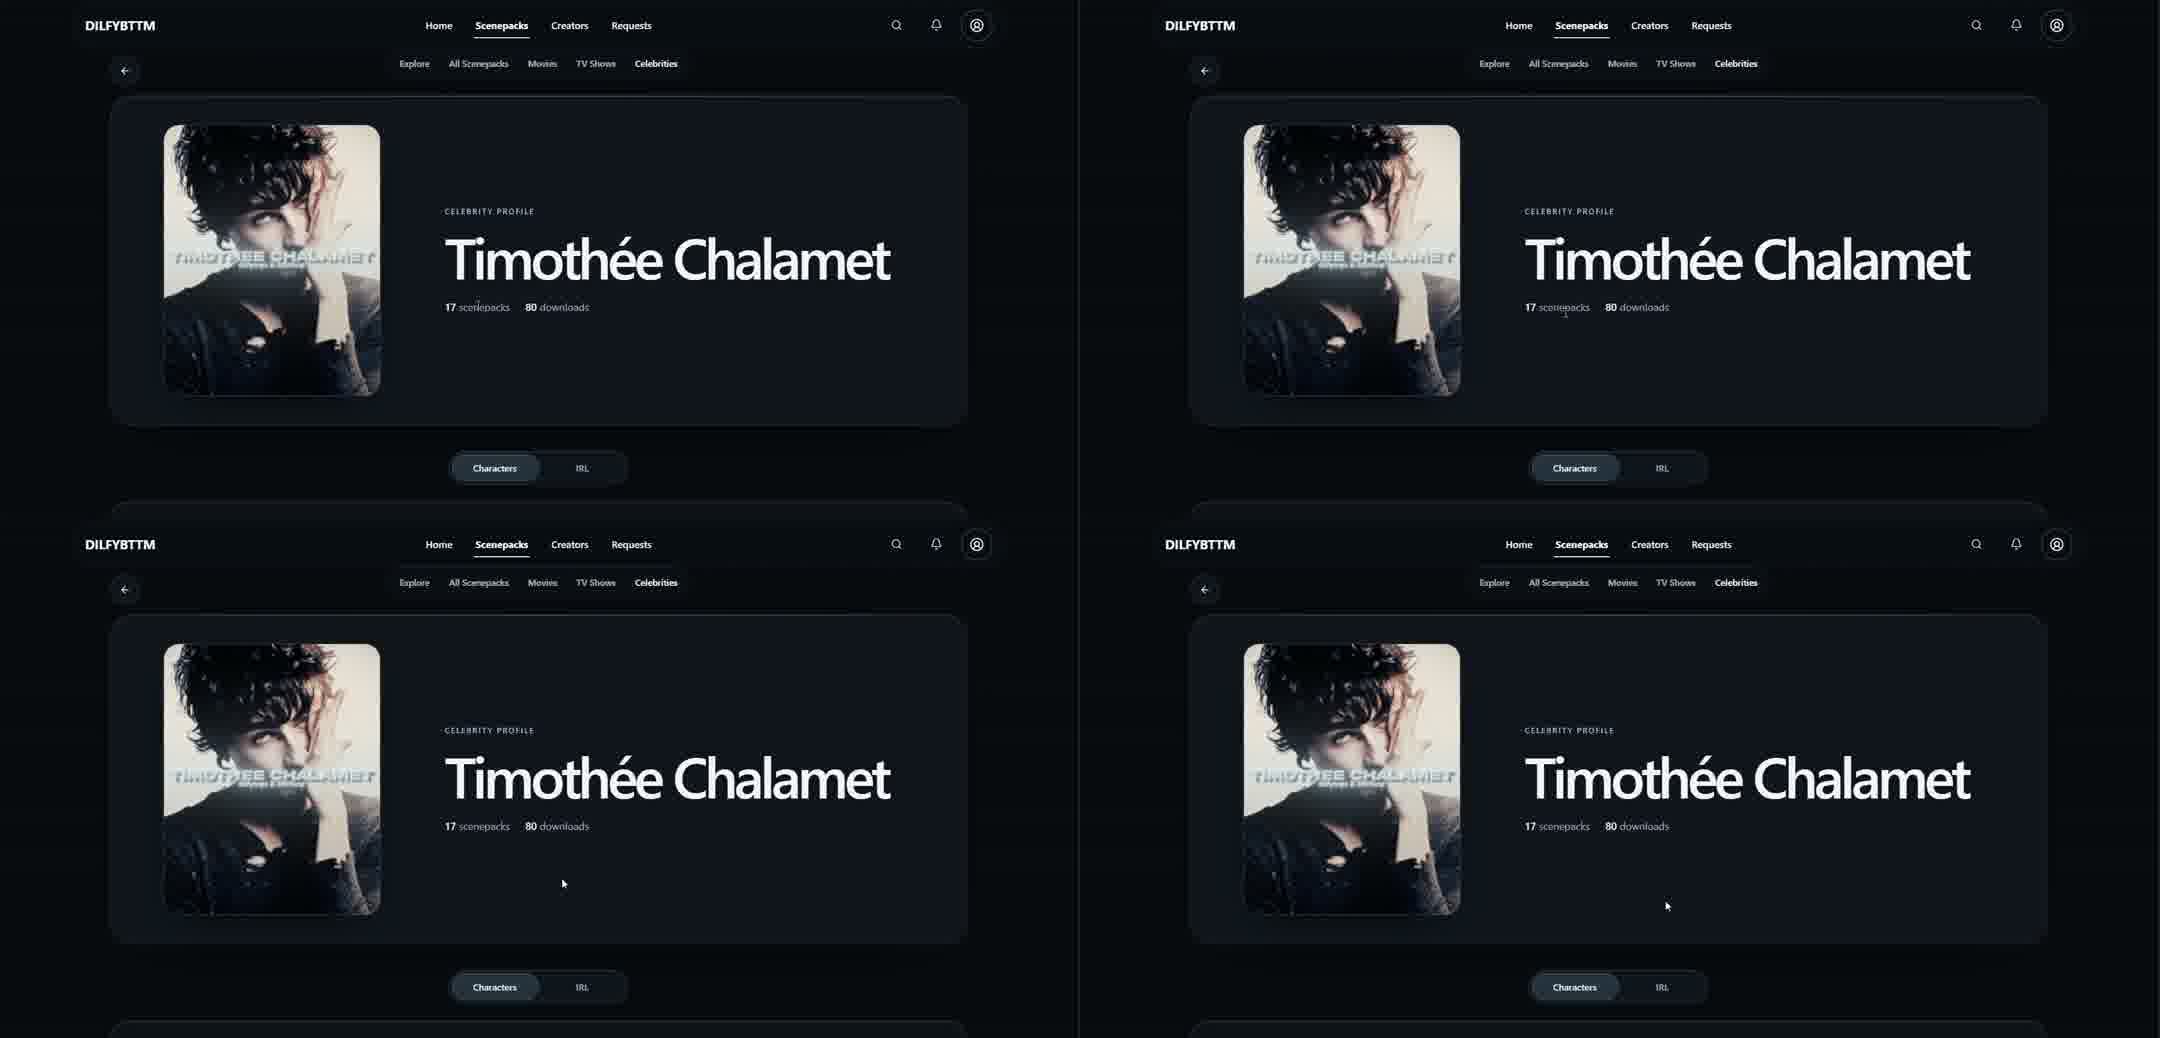 DILFYBTTM Home Scenepacks Creators Requests
Explore All Scenepacks Movies TV Shows Celebrities
CELEBRITY PROFILE
Timothée Chalamet
TIMOTHÉE CHALAMET
17 scenepacks 80 downloads
Characters IRL
DILFYBTTM Home Scenepacks Creators Requests
Explore All Scenepacks Movies TV Shows Celebrities
CELEBRITY PROFILE
Timothée Chalamet
TIMOTHÉE CHALAMET
17 scenepacks 80 downloads
Characters IRL
DILFYBTTM Home Scenepacks Creators Requests
Explore All Scenepacks Movies TV Shows Celebrities
CELEBRITY PROFILE
Timothée Chalamet
TIMOTHÉE CHALAMET
17 scenepacks 80 downloads
Characters IRL
DILFYBTTM Home Scenepacks Creators Requests
Explore All Scenepacks Movies TV Shows Celebrities
CELEBRITY PROFILE
Timothée Chalamet
TIMOTHÉE CHALAMET
17 scenepacks 80 downloads
Characters IRL